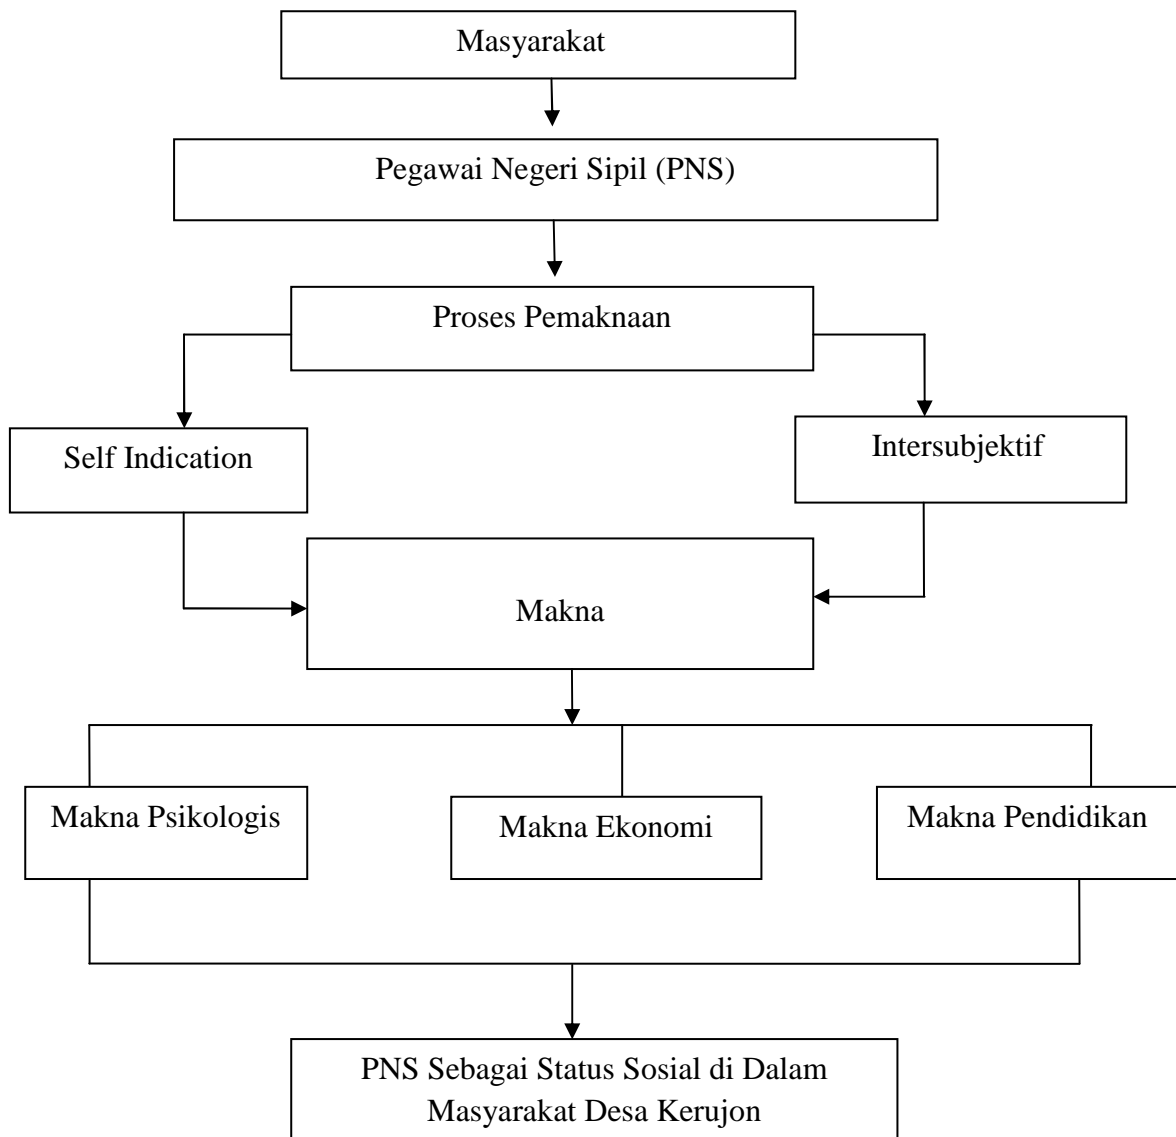 Masyarakat
Pegawai Negeri Sipil (PNS)
Proses Pemaknaan
Self Indication
Intersubjektif
Makna
Makna Psikologis
Makna Ekonomi
Makna Pendidikan
PNS Sebagai Status Sosial di Dalam
Masyarakat Desa Kerujon